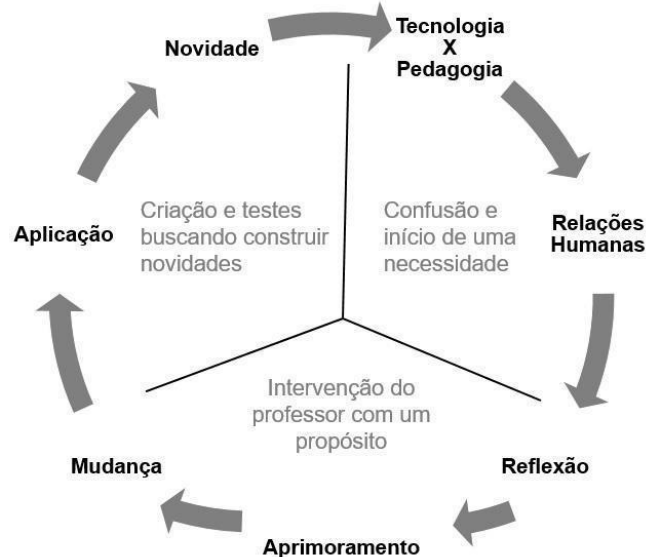 Novidade
Tecnologia
X
Pedagogia
Relações
Humanas
Reflexão
Aprimoramento
Mudança
Aplicação
Criação e testes
buscando construir
novidades
Confusão e
início de uma
necessidade
Intervenção do
professor com um
propósito